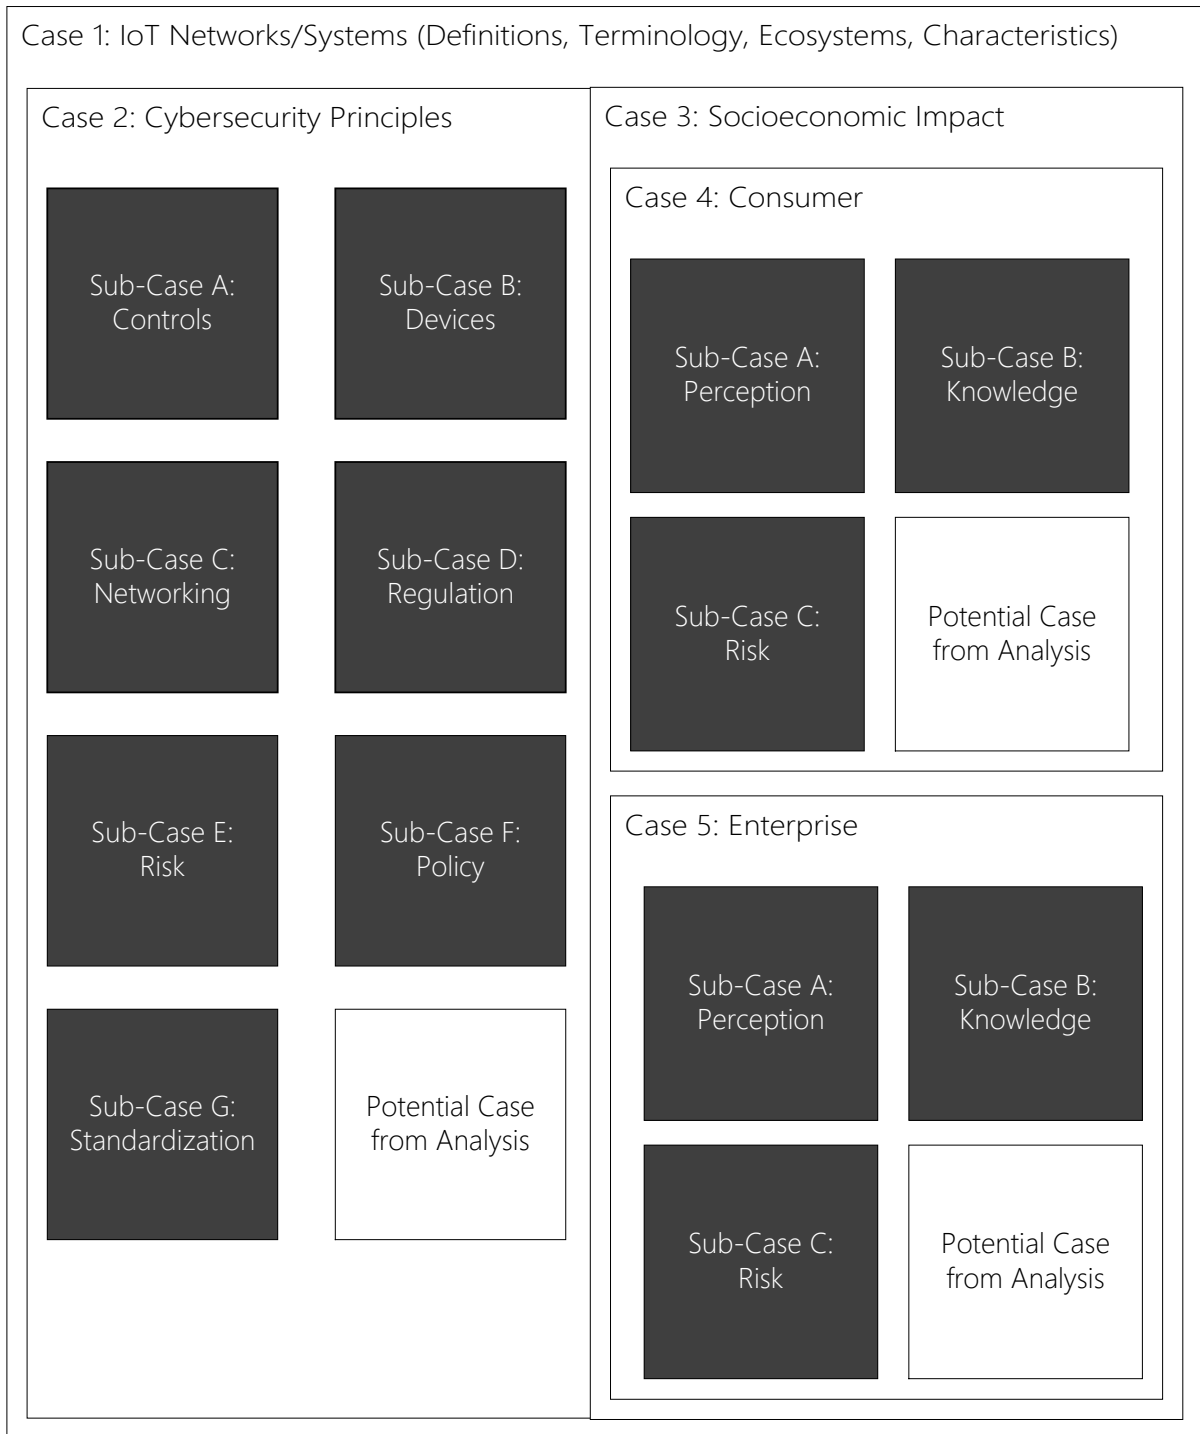 Case 1: IoT Networks/Systems (Definitions, Terminology, Ecosystems, Characteristics)
Case 2: Cybersecurity Principles
Sub-Case A:
Controls
Sub-Case B:
Devices
Sub-Case C:
Networking
Sub-Case D:
Regulation
Sub-Case E:
Risk
Sub-Case F:
Policy
Sub-Case G:
Standardization
Potential Case
from Analysis
Case 3: Socioeconomic Impact
Case 4: Consumer
Sub-Case A:
Perception
Sub-Case B:
Knowledge
Sub-Case C:
Risk
Potential Case
from Analysis
Case 5: Enterprise
Sub-Case A:
Perception
Sub-Case B:
Knowledge
Sub-Case C:
Risk
Potential Case
from Analysis